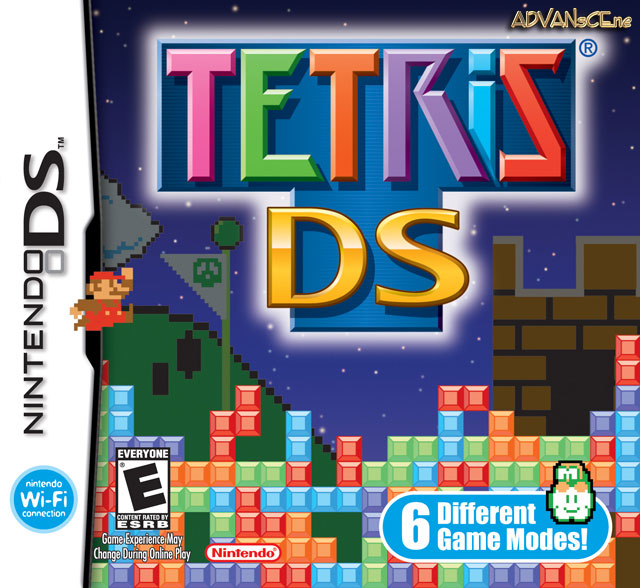 ADVANsCEne
TETRiS®
DS
NINTENDO DS™
nintendo
Wi-Fi
connection
EVERYONE
E®
CONTENT RATED BY
ESRB
Game Experience May
Change During Online Play
Nintendo®
6 Different
Game Modes!